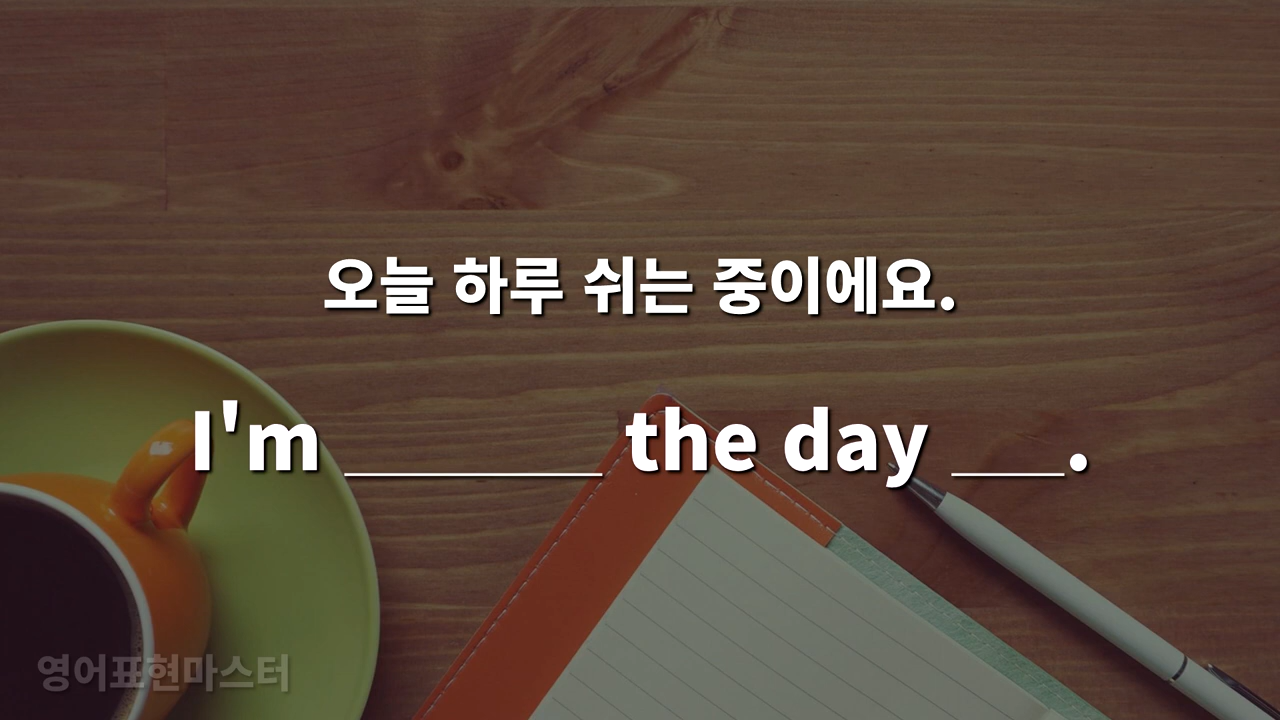 오늘 하루 쉬는 중이에요.
I'm ______ the day ___.
영어표현마스터